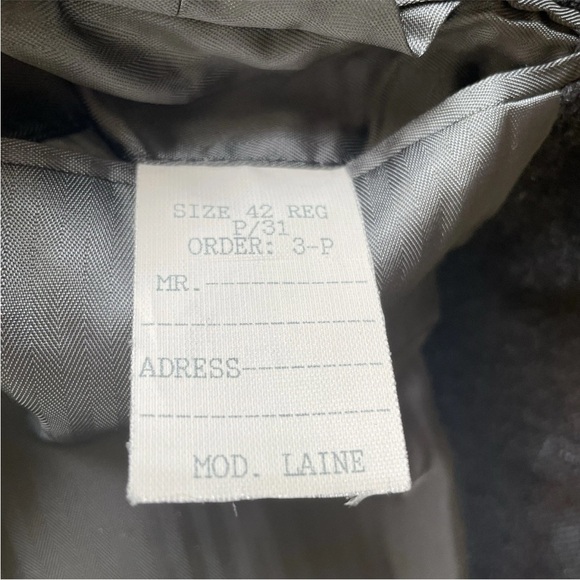 SIZE 42 REG
P/31
ORDER: 3-P
MR.------------
------------------
ADRESS----------
------------------
MOD. LAINE